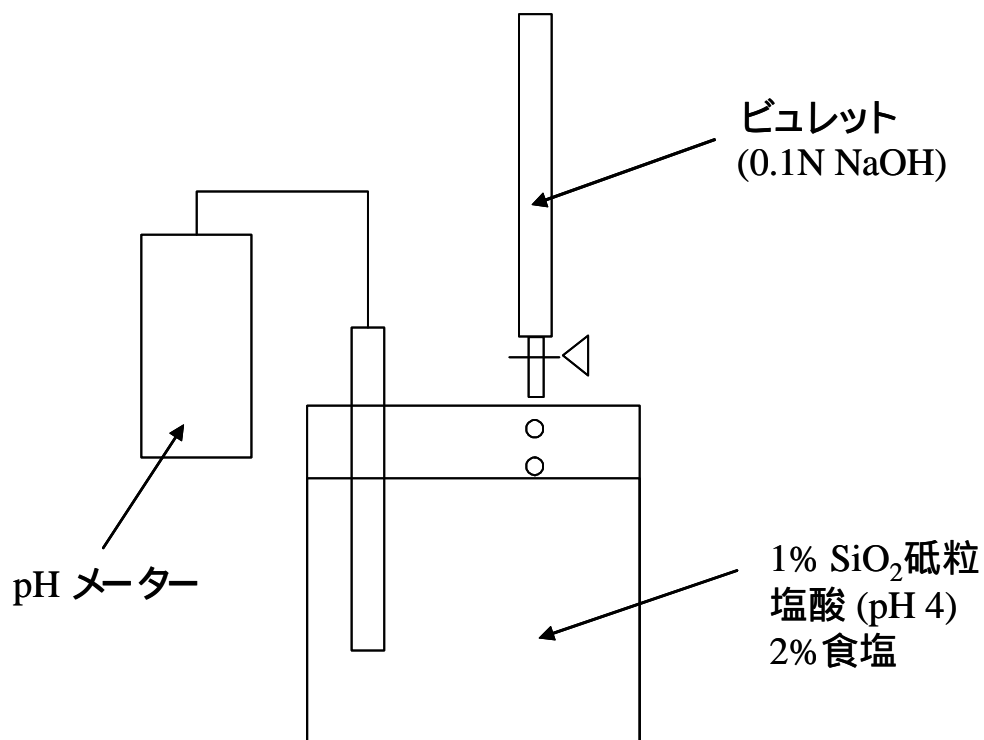 ビュレット
(0.1N NaOH)
pH メーター
1% SiO₂砥粒
塩酸 (pH 4)
2%食塩